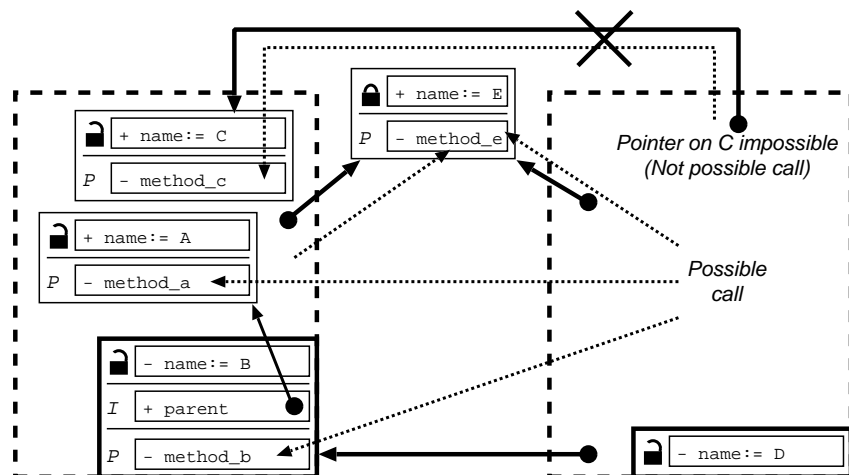 + name:= E
P - method_e
+ name:= C
P - method_c
Pointer on C impossible
(Not possible call)
+ name:= A
P - method_a
Possible
call
- name:= B
I + parent
P - method_b
- name:= D